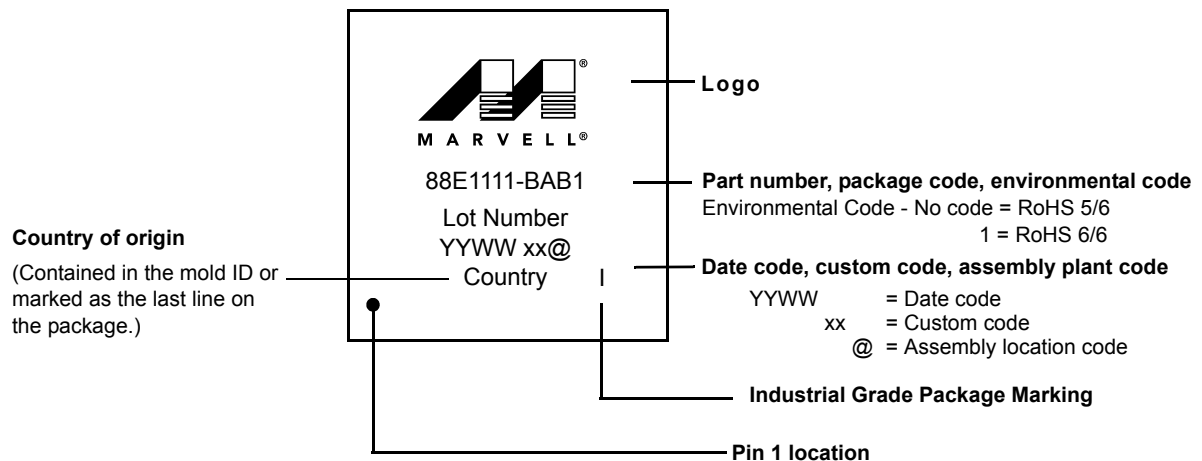 MARVELL®
88E1111-BAB1
Lot Number
YYWW xx@
Country I
Logo
Part number, package code, environmental code
Environmental Code - No code = RoHS 5/6
1 = RoHS 6/6
Date code, custom code, assembly plant code
YYWW = Date code
xx = Custom code
@ = Assembly location code
Country of origin
(Contained in the mold ID or
marked as the last line on
the package.)
Industrial Grade Package Marking
Pin 1 location